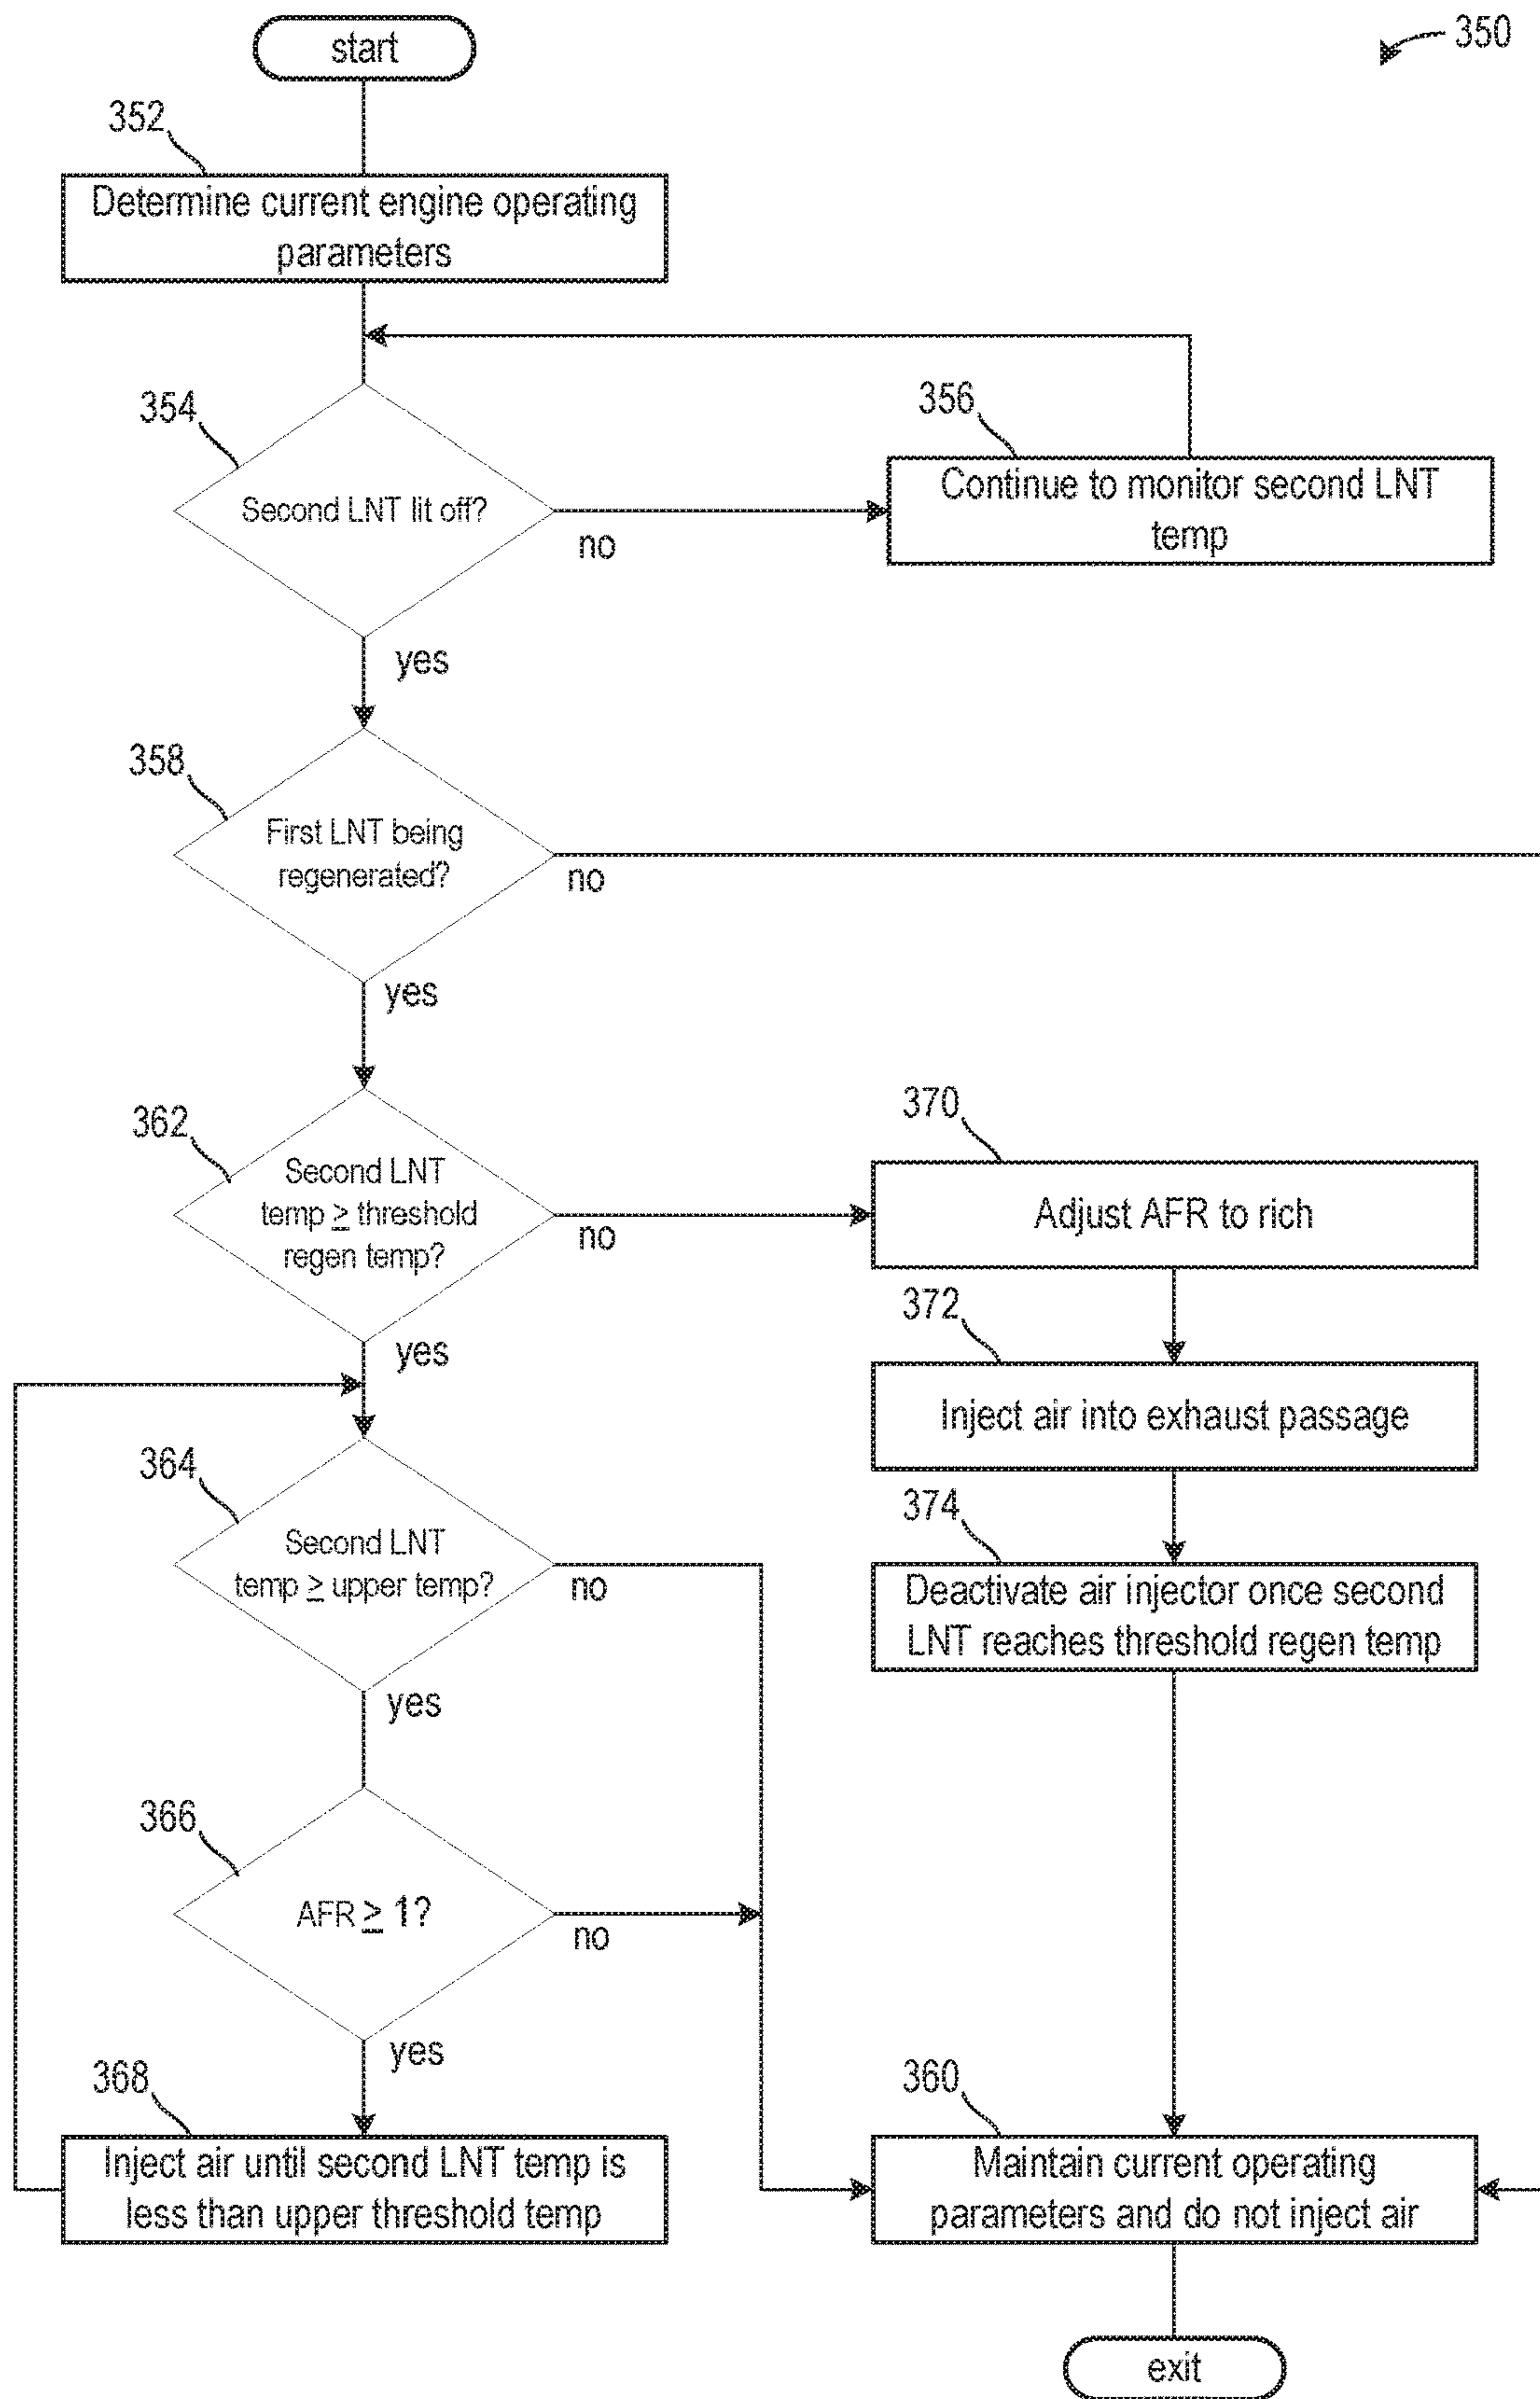 start
350
352
Determine current engine operating
parameters
354
Second LNT lit off?
no
356
Continue to monitor second LNT
temp
yes
358
First LNT being
regenerated?
no
yes
362
Second LNT
temp ≥ threshold
regen temp?
no
370
Adjust AFR to rich
yes
372
Inject air into exhaust passage
364
Second LNT
temp ≥ upper temp?
no
374
Deactivate air injector once second
LNT reaches threshold regen temp
yes
366
AFR ≥ 1?
no
yes
368
Inject air until second LNT temp is
less than upper threshold temp
360
Maintain current operating
parameters and do not inject air
exit